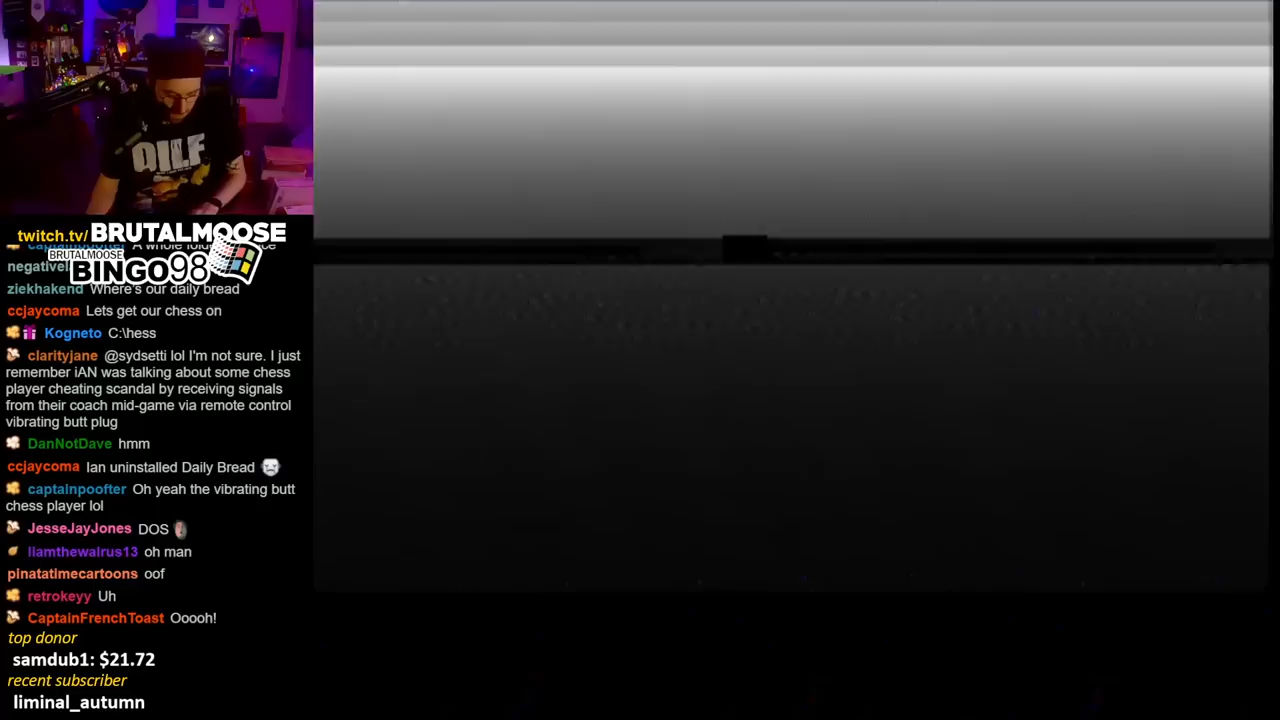 QILF
twitch.tv/BRUTALMOOSE
captainpoofter A whole
BRUTALMOOSE
BINGO98
ziekhakend Where's our daily bread
ccjaycoma Lets get our chess on
Kogneto C:\hess
clarityjane @sydsetti lol I'm not sure. I just
remember iAN was talking about some chess
player cheating scandal by receiving signals
from their coach mid-game via remote control
vibrating butt plug
DanNotDave hmm
ccjaycoma Ian uninstalled Daily Bread
captainpoofter Oh yeah the vibrating butt
chess player lol
JesseJayJones DOS
liamthewalrus13 oh man
pinatatimecartoons oof
retrokeyy Uh
CaptainFrenchToast Ooooh!
top donor
samdub1: $21.72
recent subscriber
liminal_autumn